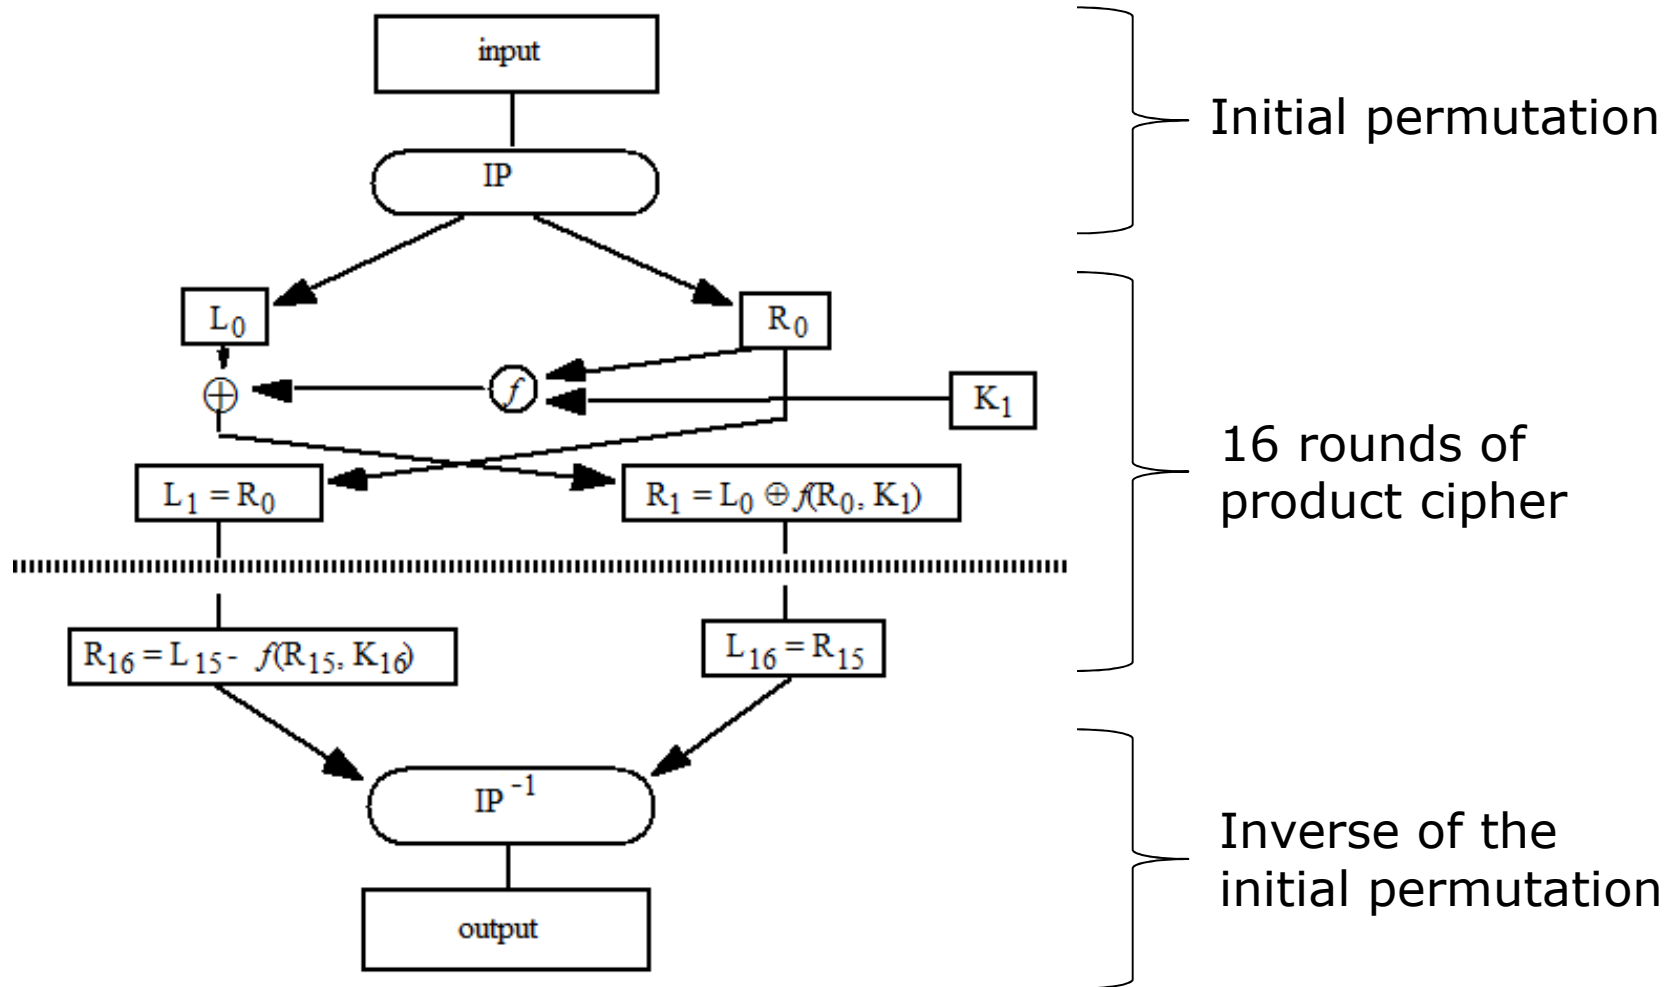 input
Initial permutation
IP
L0
R0
f
K1
16 rounds of
product cipher
L1 = R0
R1 = L0 ⊕ f(R0, K1)
R16 = L15 - f(R15, K16)
L16 = R15
IP -1
Inverse of the
initial permutation
output